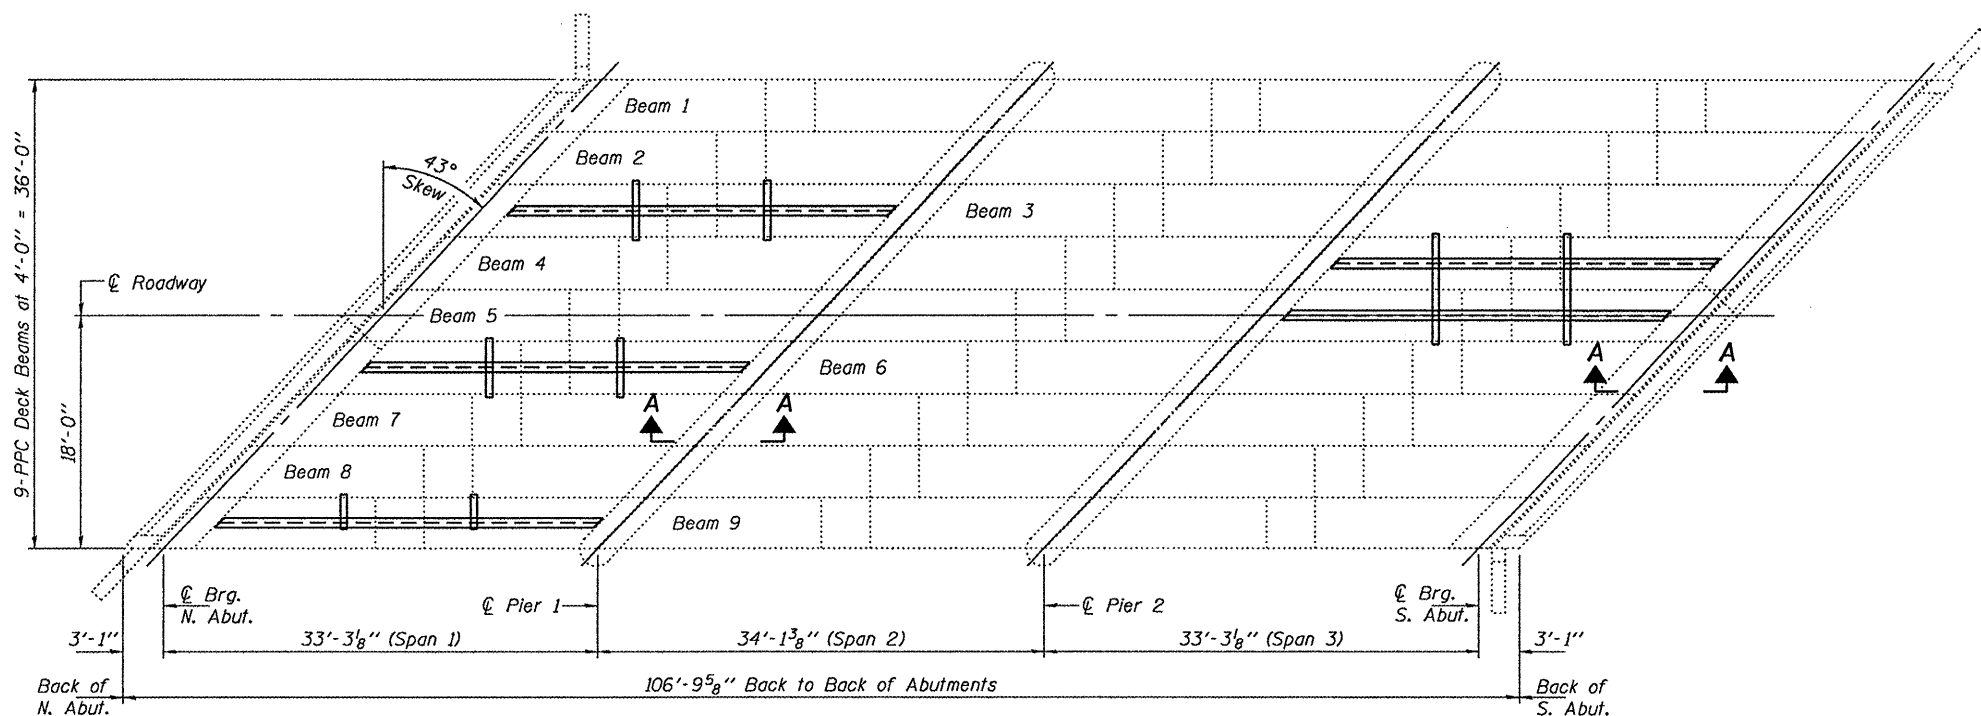 Beam 1
Beam 2
43°
Skew
Beam 3
Beam 4
9-PPC Deck Beams at 4'-0" = 36'-0"
℄ Roadway
Beam 5
Beam 6
A A
A A
18'-0"
Beam 7
Beam 8
Beam 9
℄ Brg.
N. Abut.
℄ Pier 1
℄ Pier 2
℄ Brg.
S. Abut.
3'-1"
33'-3⅛" (Span 1)
34'-1⅜" (Span 2)
33'-3⅛" (Span 3)
3'-1"
Back of
N. Abut.
106'-9⅝" Back to Back of Abutments
Back of
S. Abut.